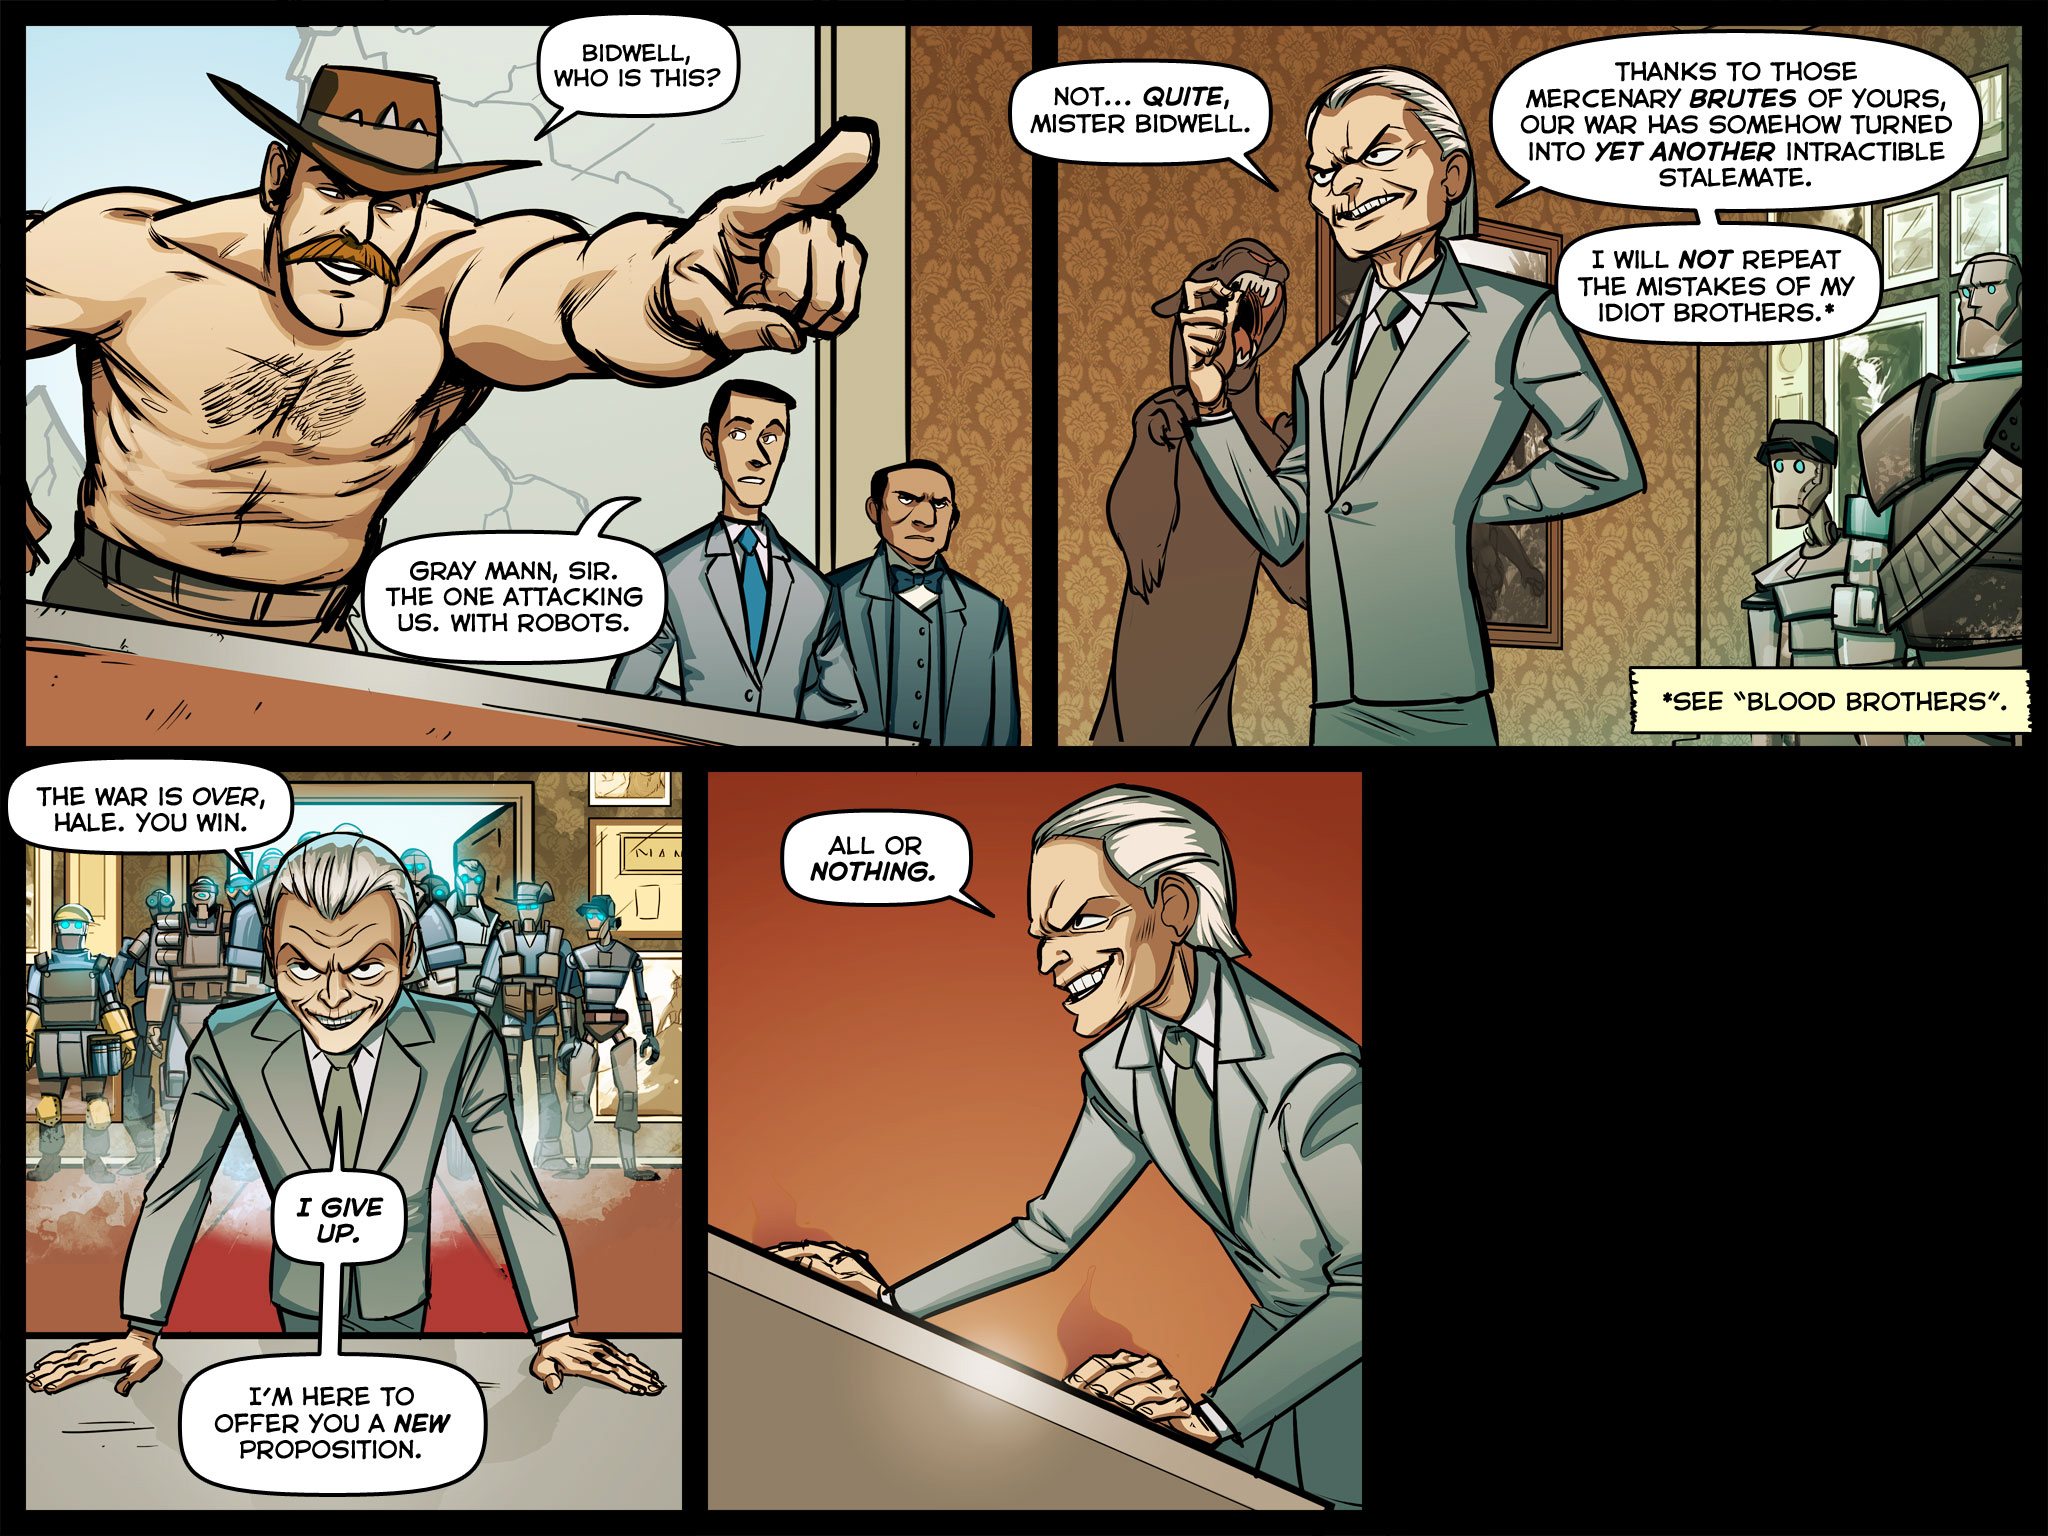 BIDWELL,
WHO IS THIS?
GRAY MANN, SIR.
THE ONE ATTACKING
US. WITH ROBOTS.
NOT... QUITE,
MISTER BIDWELL.
THANKS TO THOSE
MERCENARY BRUTES OF YOURS,
OUR WAR HAS SOMEHOW TURNED
INTO YET ANOTHER INTRACTIBLE
STALEMATE.
I WILL NOT REPEAT
THE MISTAKES OF MY
IDIOT BROTHERS.*
*SEE “BLOOD BROTHERS”.
THE WAR IS OVER,
HALE. YOU WIN.
I GIVE
UP.
I'M HERE TO
OFFER YOU A NEW
PROPOSITION.
ALL OR
NOTHING.